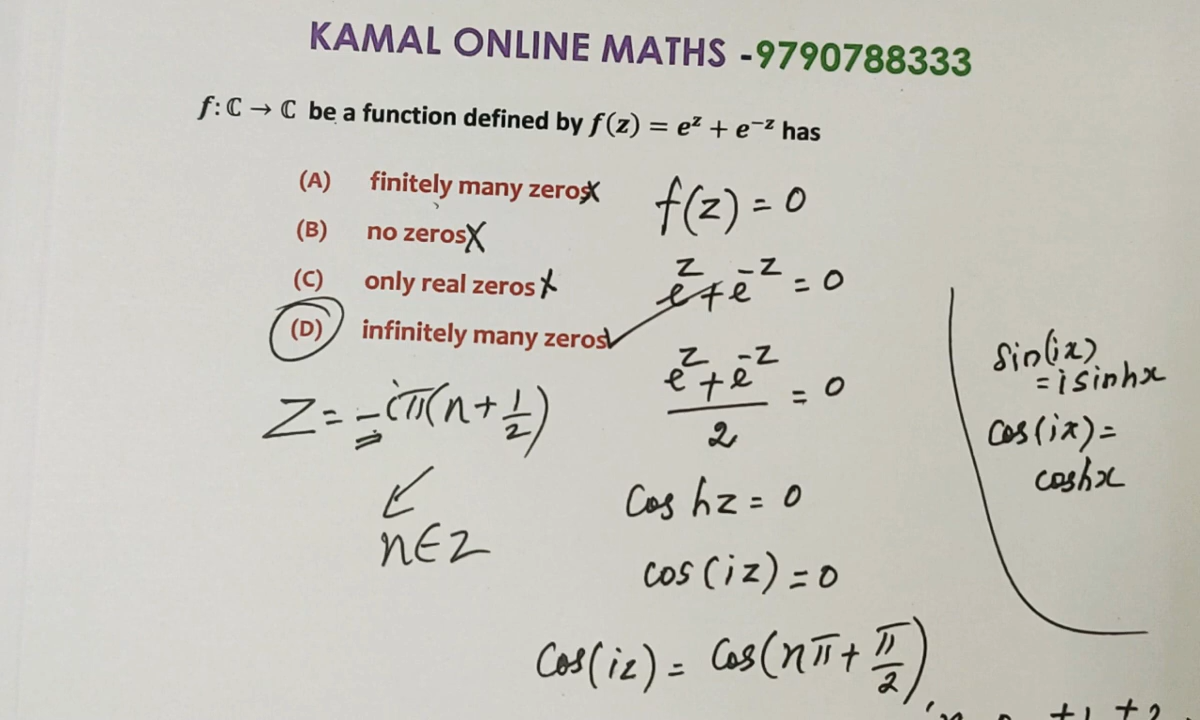 KAMAL ONLINE MATHS -9790788333
f: ℂ → ℂ be a function defined by f(z) = e^z + e^−z has
(A) finitely many zeros
(B) no zeros
(C) only real zeros
(D) infinitely many zeros
f(z) = 0
e^z + e^-z = 0
(e^z + e^-z)/2 = 0
Cos hz = 0
cos(iz) = 0
Cos(iz) = Cos(nπ + π/2)
Z = -iπ(n + 1/2)
n∈Z
Sin(ix)
= i sinhx
cos(ix) =
coshx